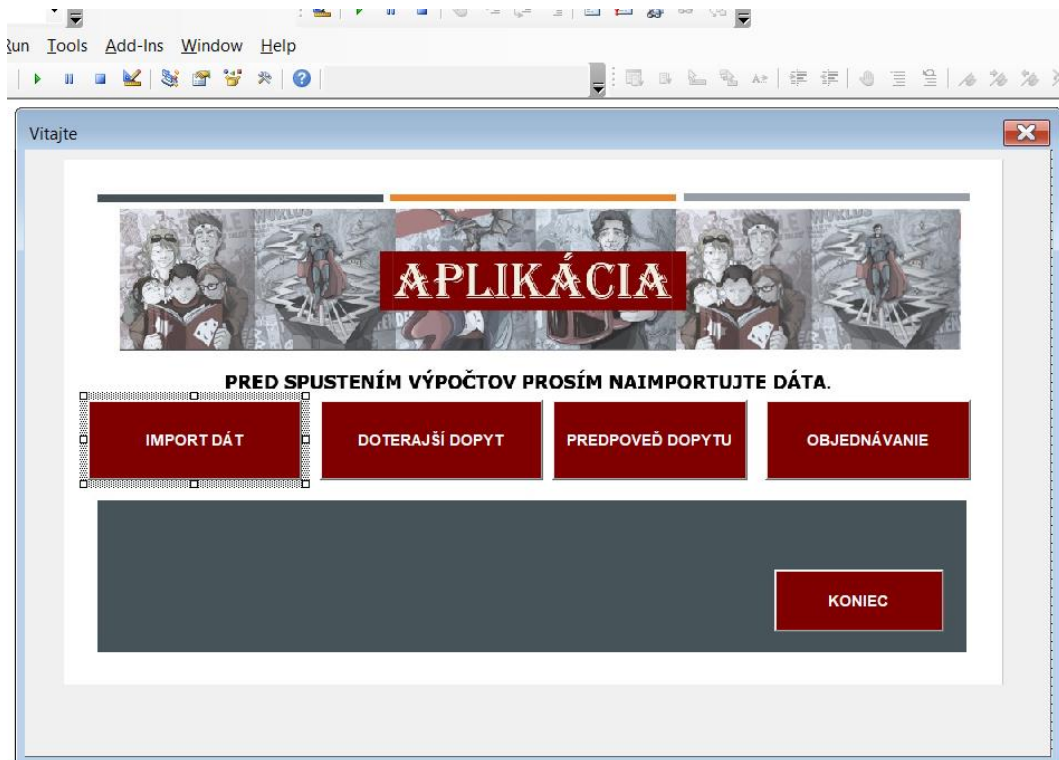 Run Tools Add-Ins Window Help
Vitajte
APLIKÁCIA
PRED SPUSTENÍM VÝPOČTOV PROSÍM NAIMPORTUJTE DÁTA.
IMPORT DÁT DOTERAJŠÍ DOPYT PREDPOVEĎ DOPYTU OBJEDNÁVANIE
KONIEC